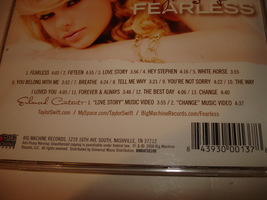 FEARLESS
1. FEARLESS 4:01 / 2. FIFTEEN 4:55 / 3. LOVE STORY 3:55 / 4. HEY STEPHEN 4:15 / 5. WHITE HORSE 3:55
6. YOU BELONG WITH ME 3:52 / 7. BREATHE 4:24 / 8. TELL ME WHY 3:21 / 9. YOU'RE NOT SORRY 4:22 / 10. THE WAY
I LOVED YOU 4:05 / 11. FOREVER & ALWAYS 3:46 / 12. THE BEST DAY 4:06 / 13. CHANGE 4:40
Enhanced Content: 1. "LOVE STORY" MUSIC VIDEO / 2. "CHANGE" MUSIC VIDEO
TaylorSwift.com / MySpace.com/TaylorSwift / BigMachineRecords.com/Fearless
BIG MACHINE RECORDS, 1219 16TH AVE SOUTH, NASHVILLE, TN 37212
8 43930 00137